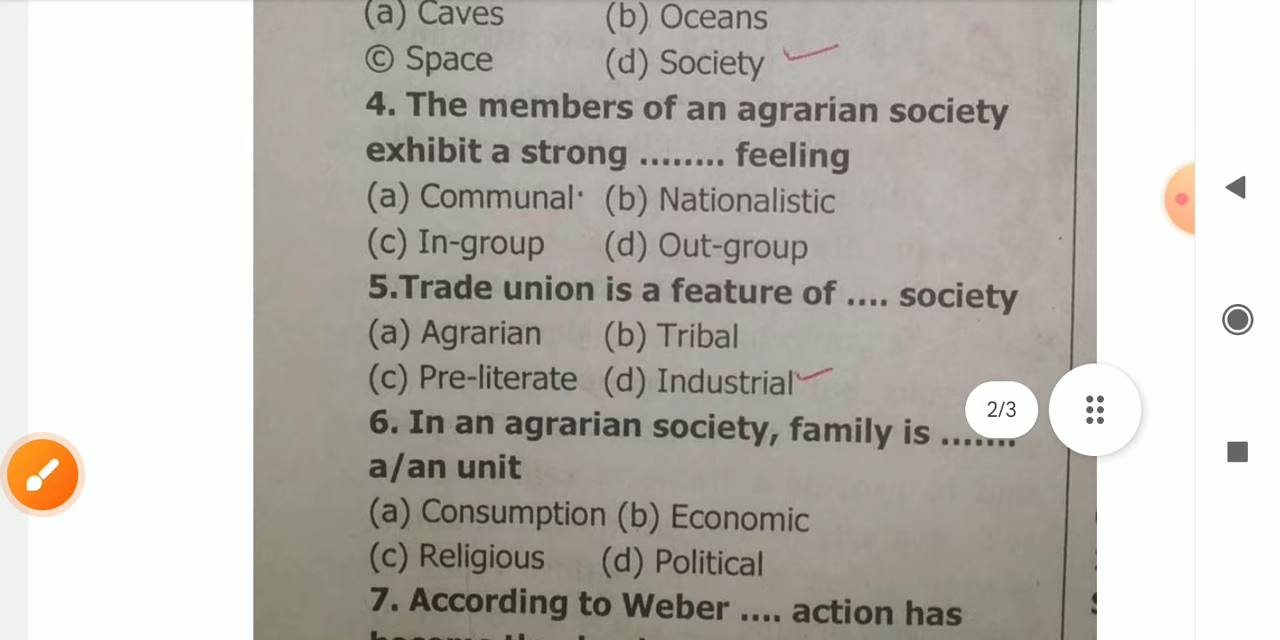 (a) Caves (b) Oceans
© Space (d) Society
4. The members of an agrarian society
exhibit a strong ........ feeling
(a) Communal (b) Nationalistic
(c) In-group (d) Out-group
5.Trade union is a feature of .... society
(a) Agrarian (b) Tribal
(c) Pre-literate (d) Industrial
2/3
6. In an agrarian society, family is .......
a/an unit
(a) Consumption (b) Economic
(c) Religious (d) Political
7. According to Weber .... action has